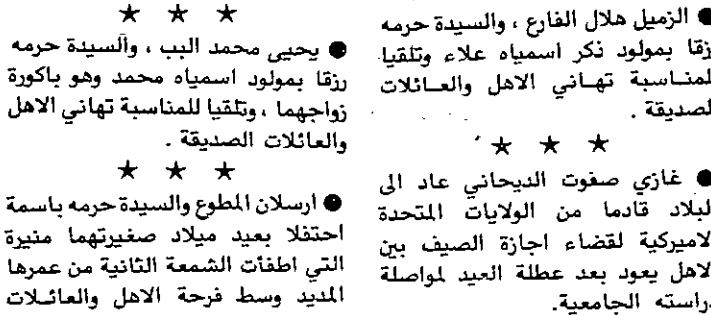 ● الزميل هلال الفارع ، والسيدة حرمه
رزقا بمولود ذكر اسمياه علاء وتلقيا
لمناسبة تهاني الاهل والعائلات
لصديقة .
★ ★ ★
● غازي صفوت الديحاني عاد الى
لبلاد قادما من الولايات المتحدة
لاميركية لقضاء اجازة الصيف بين
لاهل يعود بعد عطلة العيد لمواصلة
دراسته الجامعية.
★ ★ ★
● يحيى محمد البب ، والسيدة حرمه
رزقا بمولود اسمياه محمد وهو باكورة
زواجهما ، وتلقيا للمناسبة تهاني الاهل
والعائلات الصديقة .
★ ★ ★
● ارسلان المطوع والسيدة حرمه باسمة
احتفلا بعيد ميلاد صغيرتهما منيرة
التي اطفأت الشمعة الثانية من عمرها
المديد وسط فرحة الاهل والعائلات